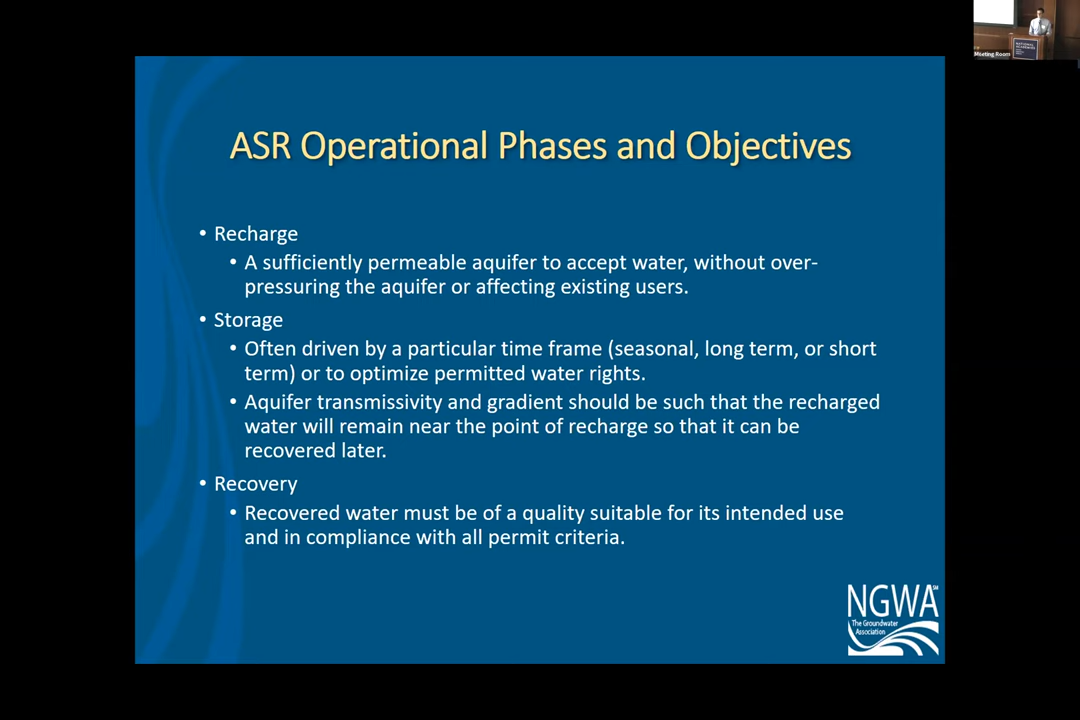 ASR Operational Phases and Objectives
• Recharge
• A sufficiently permeable aquifer to accept water, without over-
pressuring the aquifer or affecting existing users.
• Storage
• Often driven by a particular time frame (seasonal, long term, or short
term) or to optimize permitted water rights.
• Aquifer transmissivity and gradient should be such that the recharged
water will remain near the point of recharge so that it can be
recovered later.
• Recovery
• Recovered water must be of a quality suitable for its intended use
and in compliance with all permit criteria.
NGWA
The Groundwater
Association
Meeting Room